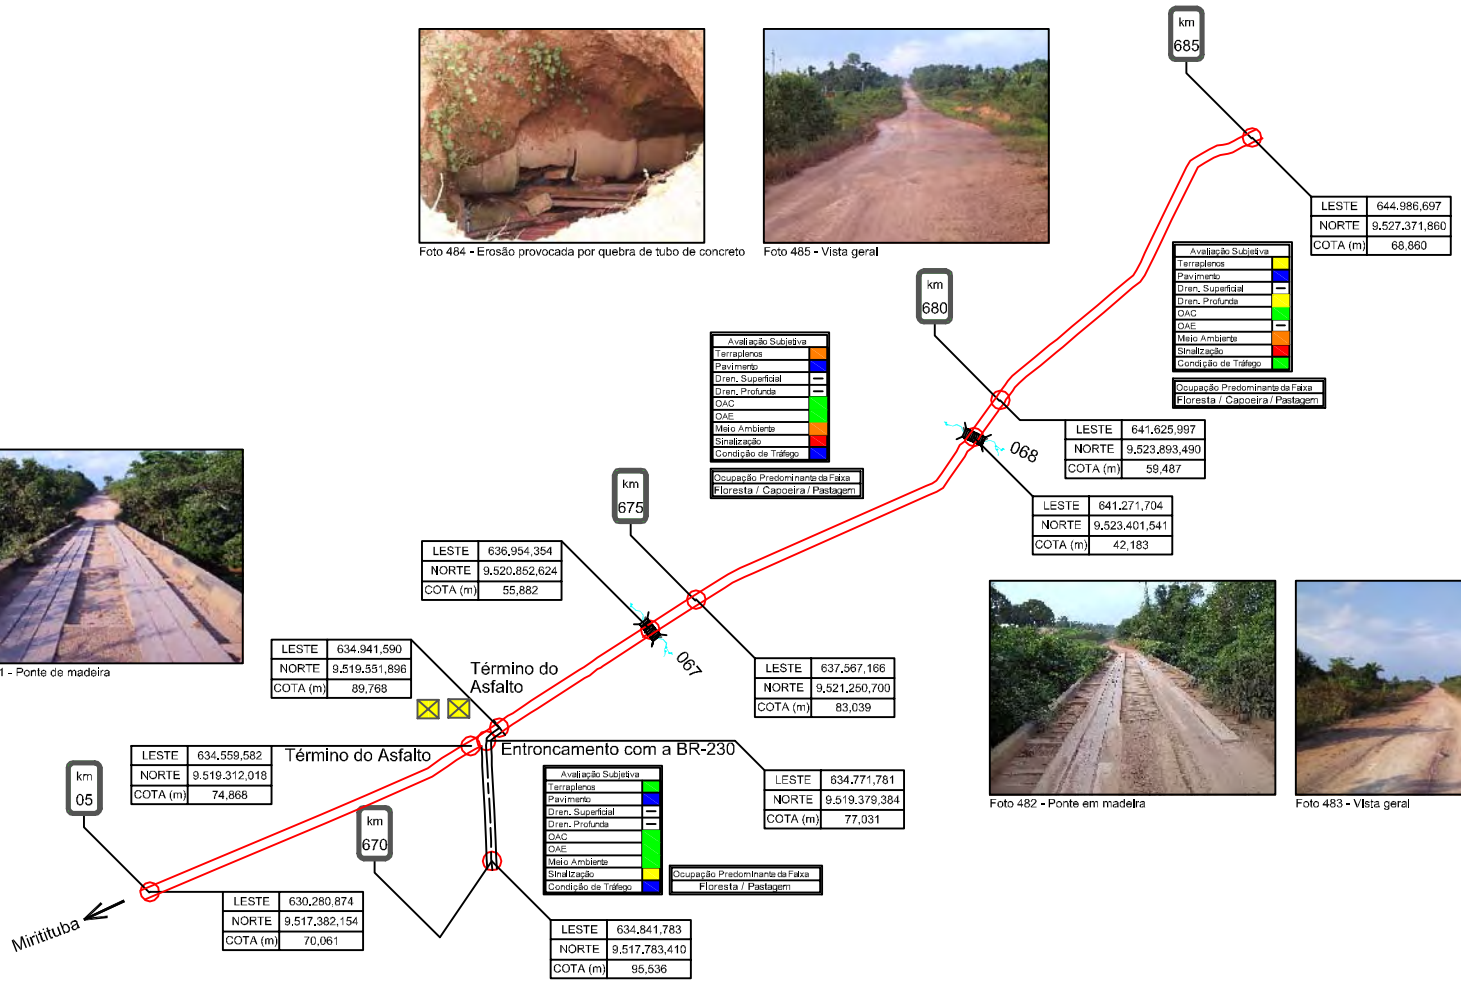 km
685
Foto 484 - Erosão provocada por quebra de tubo de concreto
Foto 485 - Vista geral
LESTE 644.986,697
NORTE 9.527.371,860
COTA (m) 68,860
Avaliação Subjetiva
Terraplenos
Pavimento
Dren. Superficial
Dren. Profunda
OAC
OAE
Meio Ambiente
Sinalização
Condição de Tráfego
Ocupação Predominante da Faixa
Floresta / Capoeira / Pastagem
km
680
Avaliação Subjetiva
Terraplenos
Pavimento
Dren. Superficial
Dren. Profunda
OAC
OAE
Meio Ambiente
Sinalização
Condição de Tráfego
Ocupação Predominante da Faixa
Floresta / Capoeira / Pastagem
LESTE 641.625,997
NORTE 9.523.893,490
COTA (m) 59,487
068
LESTE 641.271,704
NORTE 9.523.401,541
COTA (m) 42,183
km
675
LESTE 636.954,354
NORTE 9.520.852,624
COTA (m) 55,882
067
1 - Ponte de madeira
LESTE 634.941,590
NORTE 9.519.551,896
COTA (m) 89,768
Término do
Asfalto
LESTE 637.567,166
NORTE 9.521.250,700
COTA (m) 83,039
Foto 482 - Ponte em madeira
Foto 483 - Vista geral
LESTE 634.559,582
NORTE 9.519.312,018
COTA (m) 74,868
Término do Asfalto
Entroncamento com a BR-230
km
05
km
670
Avaliação Subjetiva
Terraplenos
Pavimento
Dren. Superficial
Dren. Profunda
OAC
OAE
Meio Ambiente
Sinalização
Condição de Tráfego
Ocupação Predominante da Faixa
Floresta / Pastagem
LESTE 634.771,781
NORTE 9.519.379,384
COTA (m) 77,031
Miritituba
LESTE 630.280,874
NORTE 9.517.382,154
COTA (m) 70,061
LESTE 634.841,783
NORTE 9.517.783,410
COTA (m) 95,536